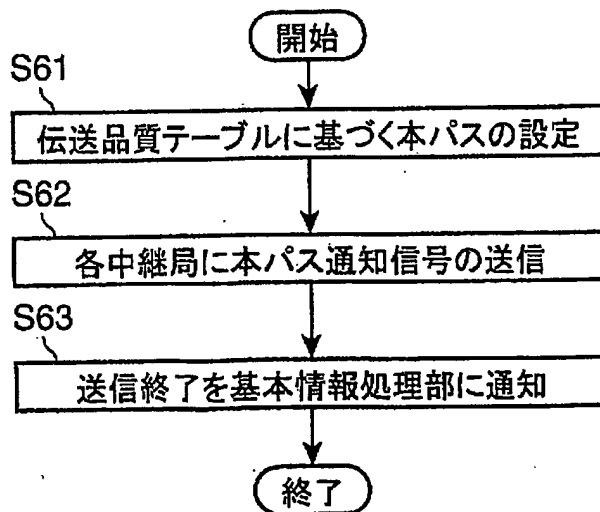 開始
S61
伝送品質テーブルに基づく本パスの設定
S62
各中継局に本パス通知信号の送信
S63
送信終了を基本情報処理部に通知
終了